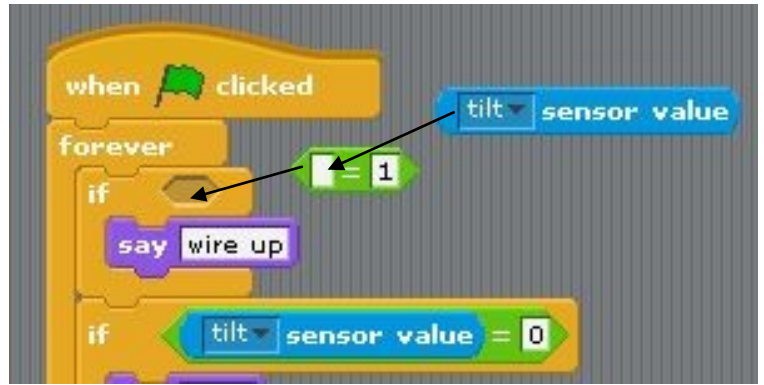 when clicked
tilt sensor value
forever
= 1
if
say wire up
if tilt sensor value = 0